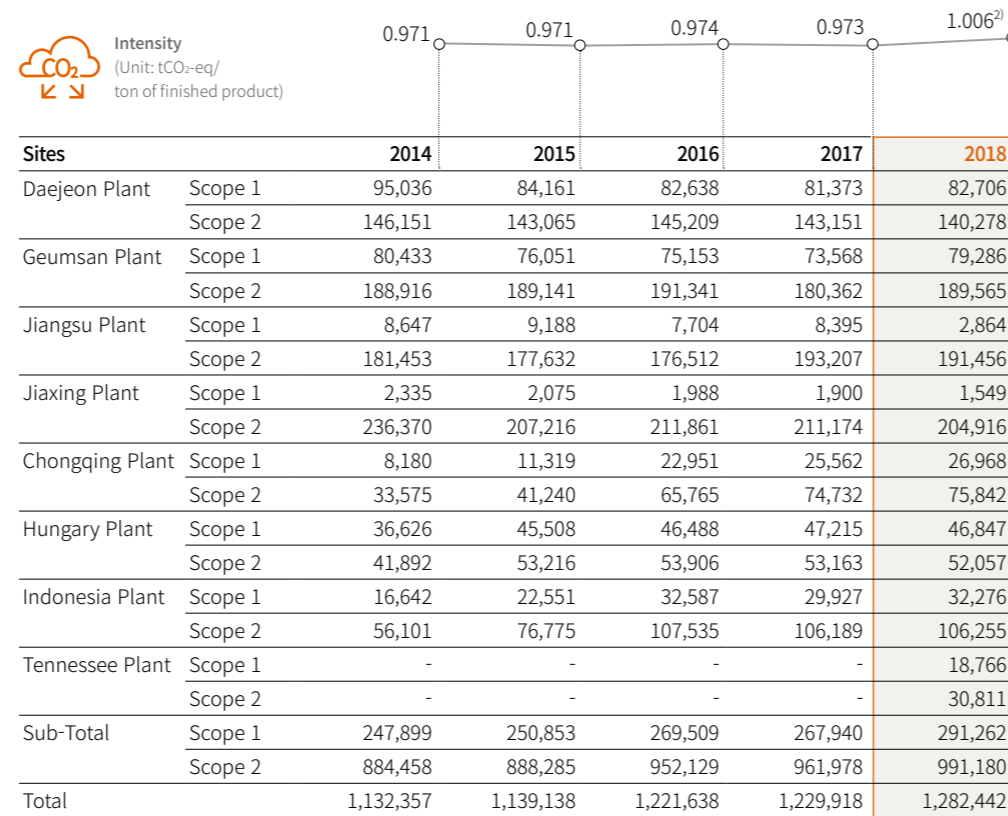 0.971 0.971 0.974 0.973 1.006²⁾
CO₂
Intensity
(Unit: tCO₂-eq/
ton of finished product)
Sites 2014 2015 2016 2017 2018
Daejeon Plant Scope 1 95,036 84,161 82,638 81,373 82,706
Scope 2 146,151 143,065 145,209 143,151 140,278
Geumsan Plant Scope 1 80,433 76,051 75,153 73,568 79,286
Scope 2 188,916 189,141 191,341 180,362 189,565
Jiangsu Plant Scope 1 8,647 9,188 7,704 8,395 2,864
Scope 2 181,453 177,632 176,512 193,207 191,456
Jiaxing Plant Scope 1 2,335 2,075 1,988 1,900 1,549
Scope 2 236,370 207,216 211,861 211,174 204,916
Chongqing Plant Scope 1 8,180 11,319 22,951 25,562 26,968
Scope 2 33,575 41,240 65,765 74,732 75,842
Hungary Plant Scope 1 36,626 45,508 46,488 47,215 46,847
Scope 2 41,892 53,216 53,906 53,163 52,057
Indonesia Plant Scope 1 16,642 22,551 32,587 29,927 32,276
Scope 2 56,101 76,775 107,535 106,189 106,255
Tennessee Plant Scope 1 - - - - 18,766
Scope 2 - - - - 30,811
Sub-Total Scope 1 247,899 250,853 269,509 267,940 291,262
Scope 2 884,458 888,285 952,129 961,978 991,180
Total 1,132,357 1,139,138 1,221,638 1,229,918 1,282,442